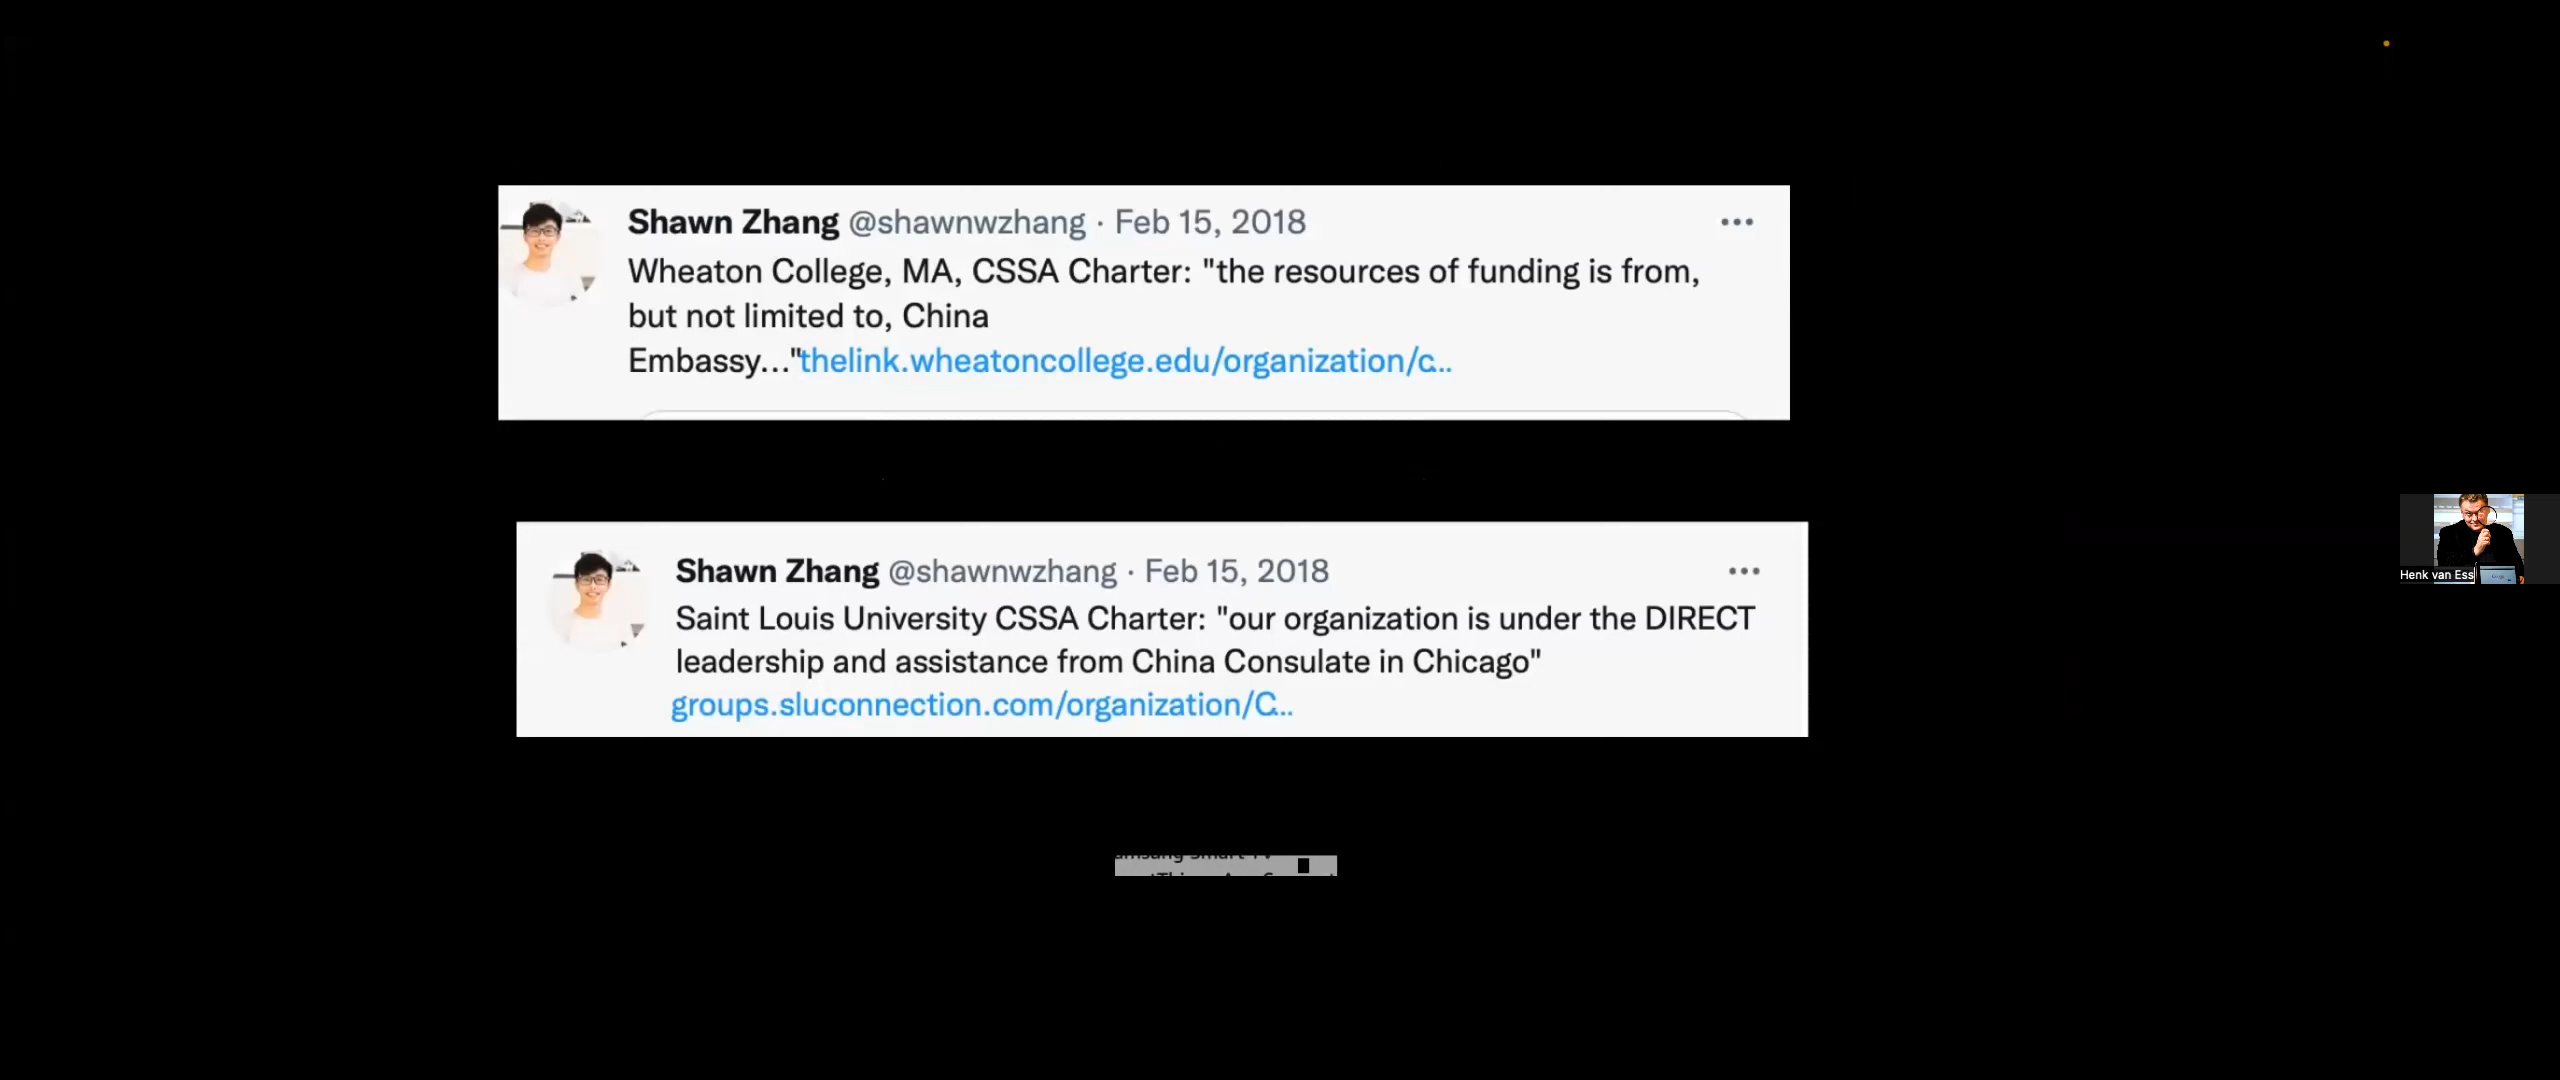 Shawn Zhang @shawnwzhang · Feb 15, 2018
Wheaton College, MA, CSSA Charter: "the resources of funding is from,
but not limited to, China
Embassy..."thelink.wheatoncollege.edu/organization/c...
Shawn Zhang @shawnwzhang · Feb 15, 2018
Saint Louis University CSSA Charter: "our organization is under the DIRECT
leadership and assistance from China Consulate in Chicago"
groups.sluconnection.com/organization/C...
Henk van Ess